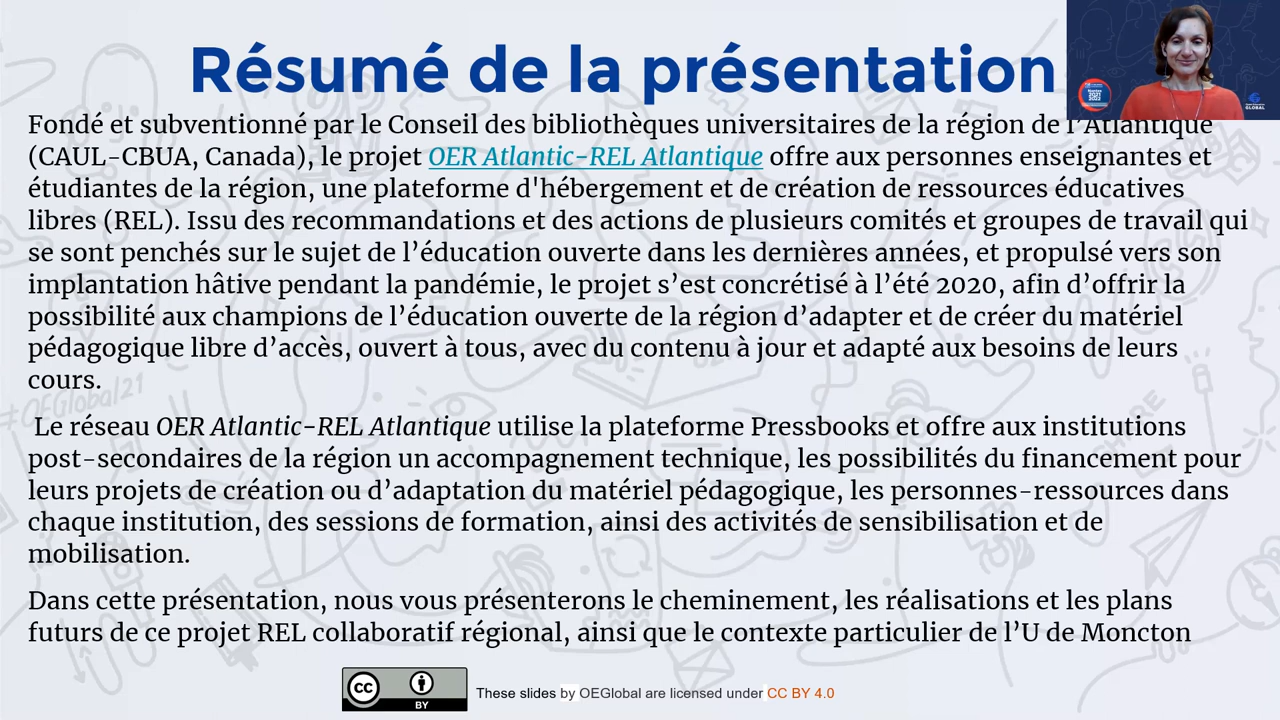 Résumé de la présentation
Fondé et subventionné par le Conseil des bibliothèques universitaires de la région de l’Atlantique
(CAUL-CBUA, Canada), le projet OER Atlantic-REL Atlantique offre aux personnes enseignantes et
étudiantes de la région, une plateforme d'hébergement et de création de ressources éducatives
libres (REL). Issu des recommandations et des actions de plusieurs comités et groupes de travail qui
se sont penchés sur le sujet de l’éducation ouverte dans les dernières années, et propulsé vers son
implantation hâtive pendant la pandémie, le projet s’est concrétisé à l’été 2020, afin d’offrir la
possibilité aux champions de l’éducation ouverte de la région d’adapter et de créer du matériel
pédagogique libre d’accès, ouvert à tous, avec du contenu à jour et adapté aux besoins de leurs
cours.
Le réseau OER Atlantic-REL Atlantique utilise la plateforme Pressbooks et offre aux institutions
post-secondaires de la région un accompagnement technique, les possibilités du financement pour
leurs projets de création ou d’adaptation du matériel pédagogique, les personnes-ressources dans
chaque institution, des sessions de formation, ainsi des activités de sensibilisation et de
mobilisation.
Dans cette présentation, nous vous présenterons le cheminement, les réalisations et les plans
futurs de ce projet REL collaboratif régional, ainsi que le contexte particulier de l’U de Moncton
#OEGlobal21
GLOBAL
cc
BY
These slides by OEGlobal are licensed under CC BY 4.0